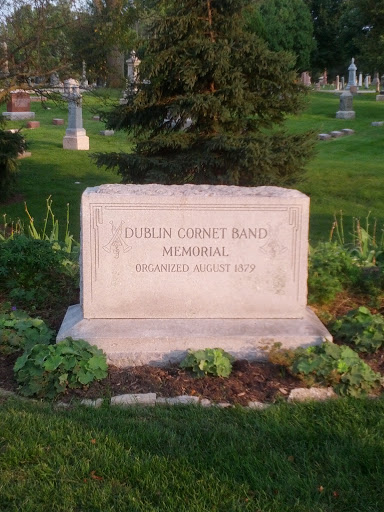 DUBLIN CORNET BAND
MEMORIAL
ORGANIZED AUGUST 1879